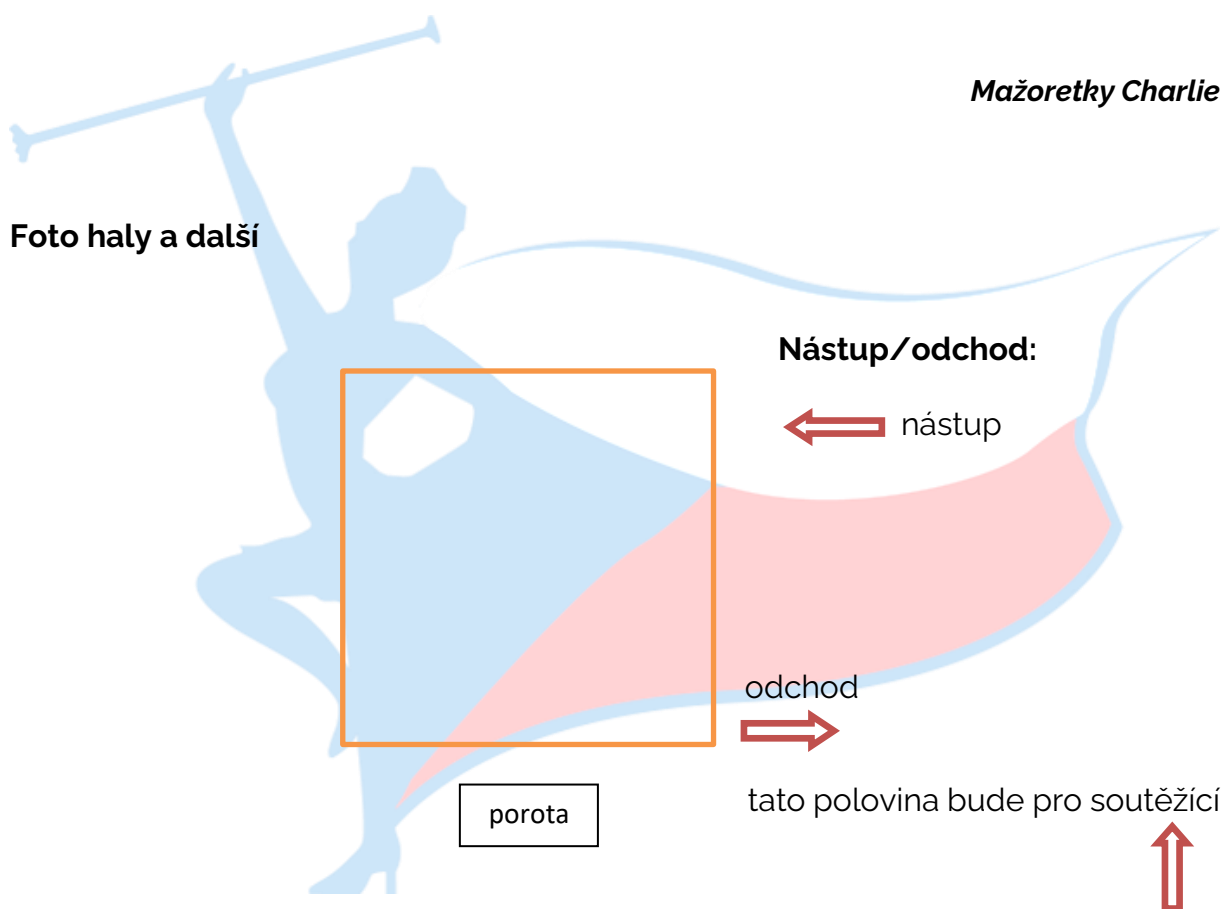 Mažoretky Charlie
Foto haly a další
Nástup/odchod:
nástup
odchod
porota
tato polovina bude pro soutěžící